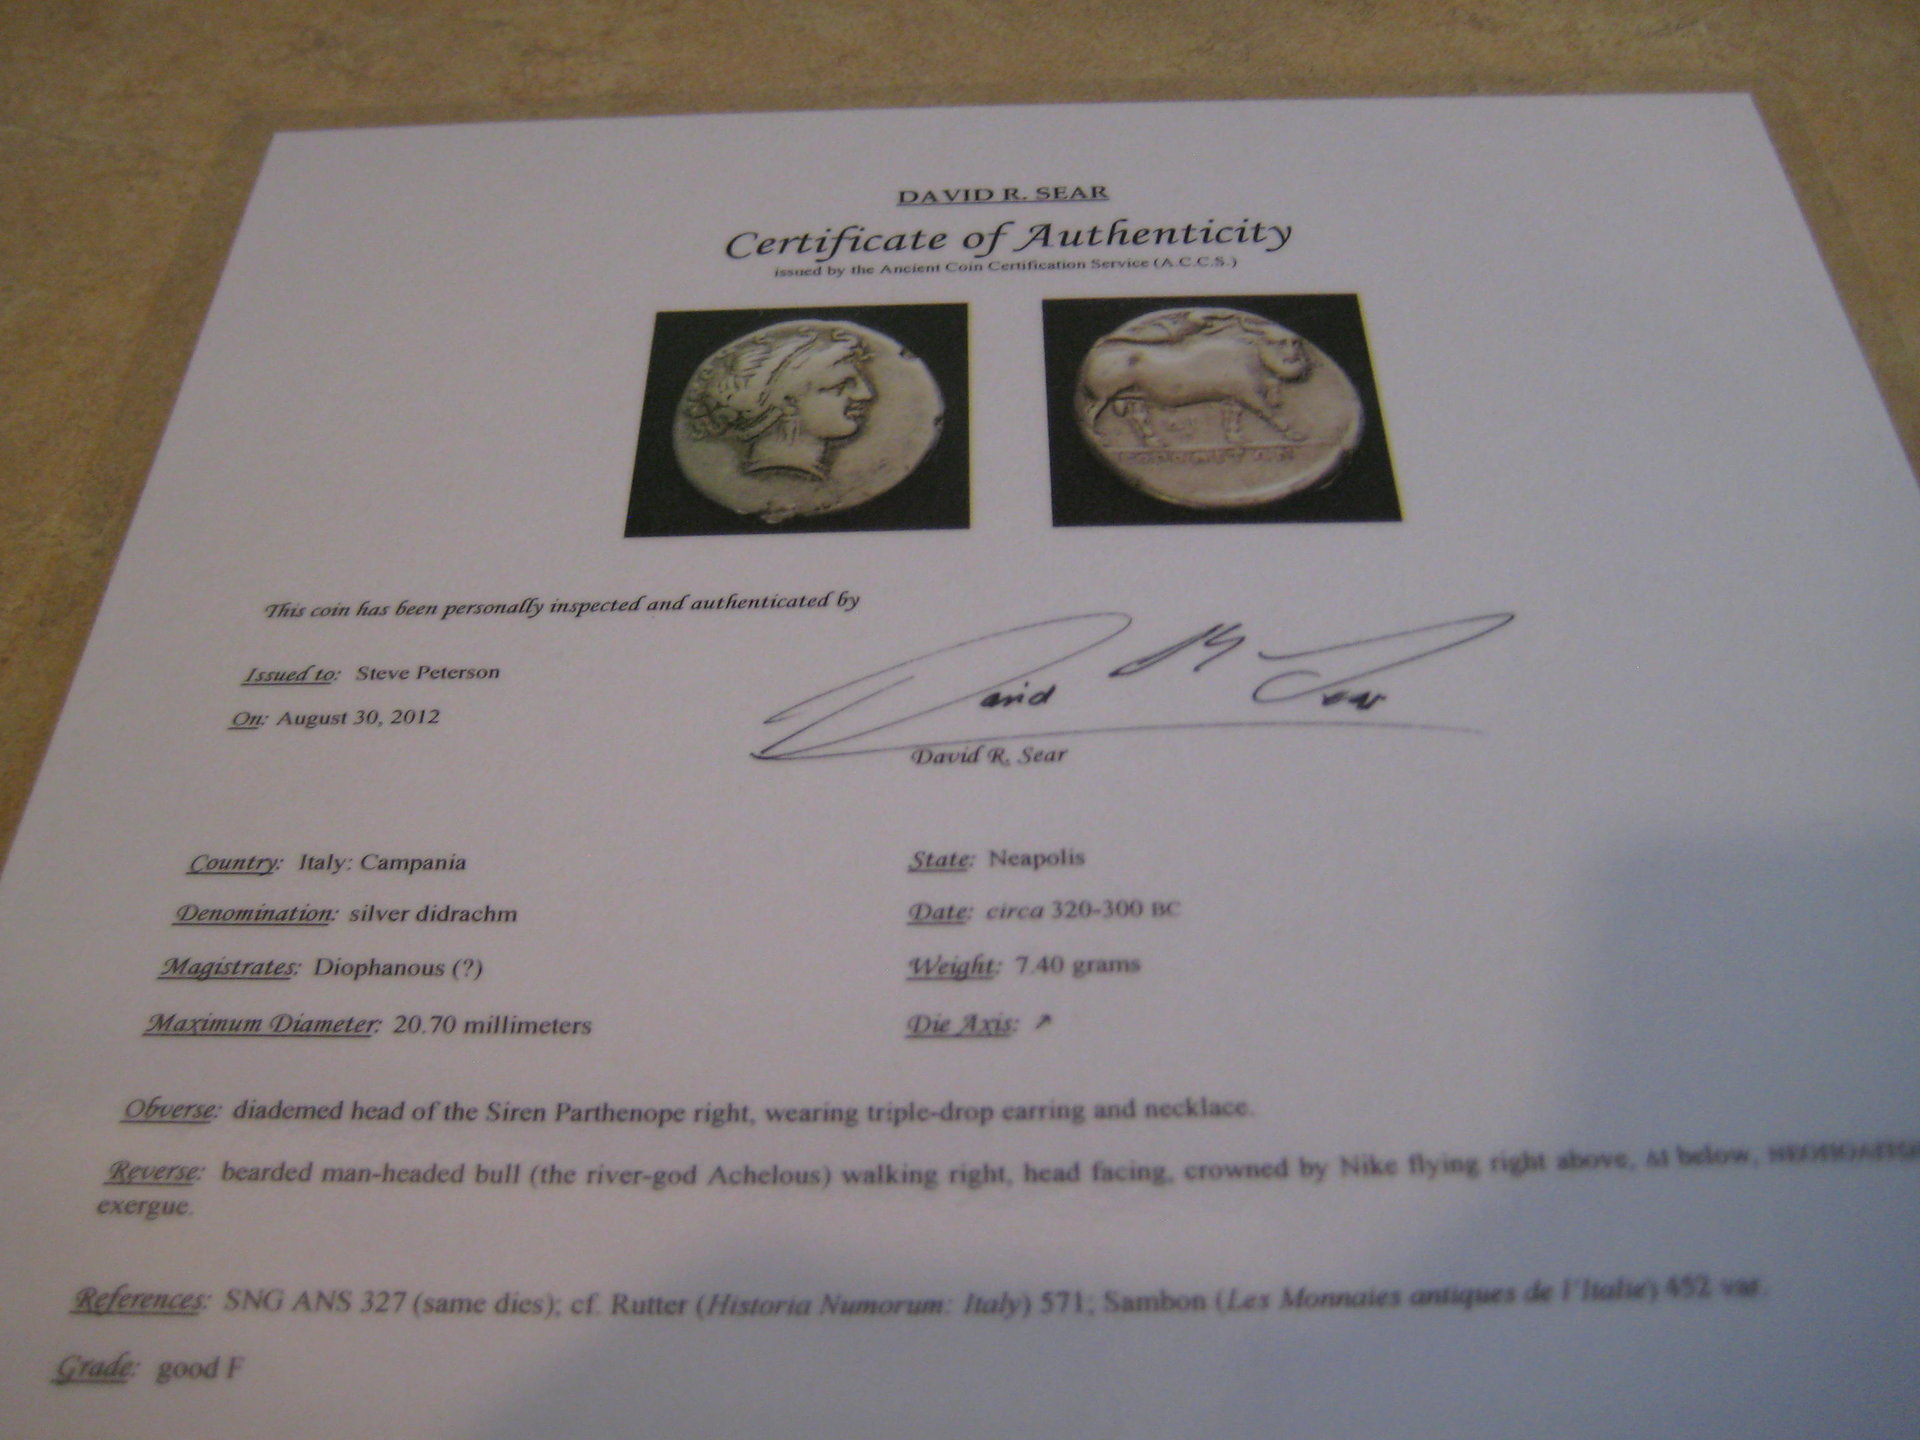 DAVID R. SEAR
Certificate of Authenticity
issued by the Ancient Coin Certification Service (A.C.C.S.)
This coin has been personally inspected and authenticated by
David R. Sear
Issued to: Steve Peterson
On: August 30, 2012
David R. Sear
Country: Italy: Campania
State: Neapolis
Denomination: silver didrachm
Date: circa 320-300 BC
Magistrates: Diophanous (?)
Weight: 7.40 grams
Maximum Diameter: 20.70 millimeters
Die Axis: ↗
Obverse: diademed head of the Siren Parthenope right, wearing triple-drop earring and necklace.
Reverse: bearded man-headed bull (the river-god Achelous) walking right, head facing, crowned by Nike flying right above, below,
exergue.
References: SNG ANS 327 (same dies); cf. Rutter (Historia Numorum: Italy) 571; Sambon (Les Monnaies antiques de l'Italie) 452 var.
Grade: good F